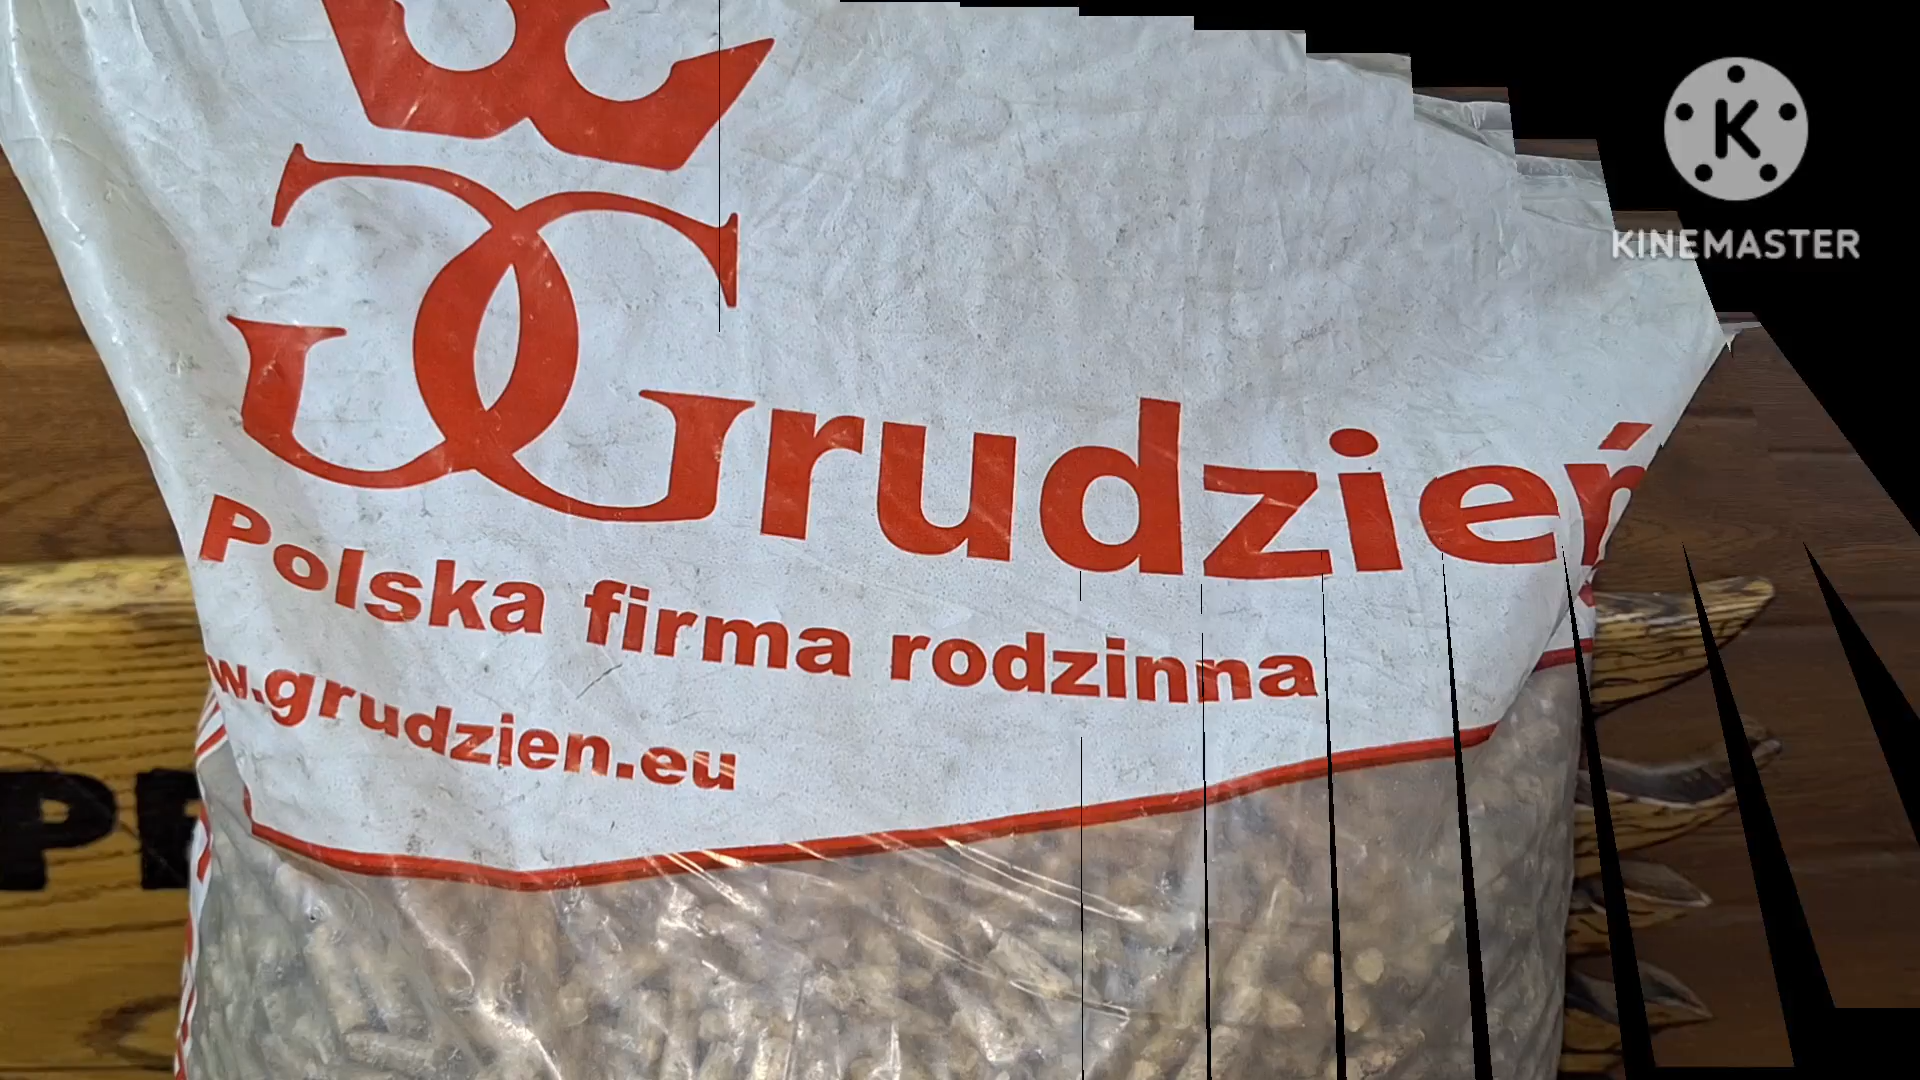 K
KINEMASTER
Grudzień
Polska firma rodzinna
w.grudzien.eu